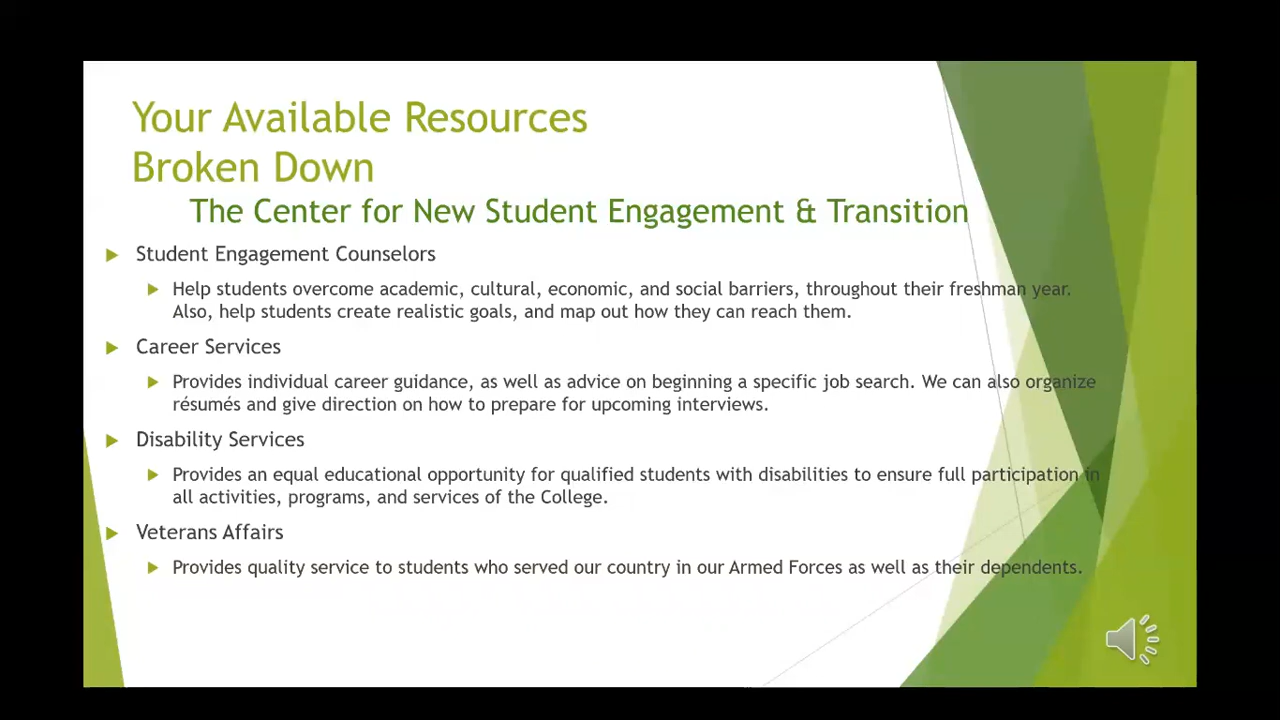 Your Available Resources
Broken Down
The Center for New Student Engagement & Transition
Student Engagement Counselors
Help students overcome academic, cultural, economic, and social barriers, throughout their freshman year.
Also, help students create realistic goals, and map out how they can reach them.
Career Services
Provides individual career guidance, as well as advice on beginning a specific job search. We can also organize
résumés and give direction on how to prepare for upcoming interviews.
Disability Services
Provides an equal educational opportunity for qualified students with disabilities to ensure full participation in
all activities, programs, and services of the College.
Veterans Affairs
Provides quality service to students who served our country in our Armed Forces as well as their dependents.